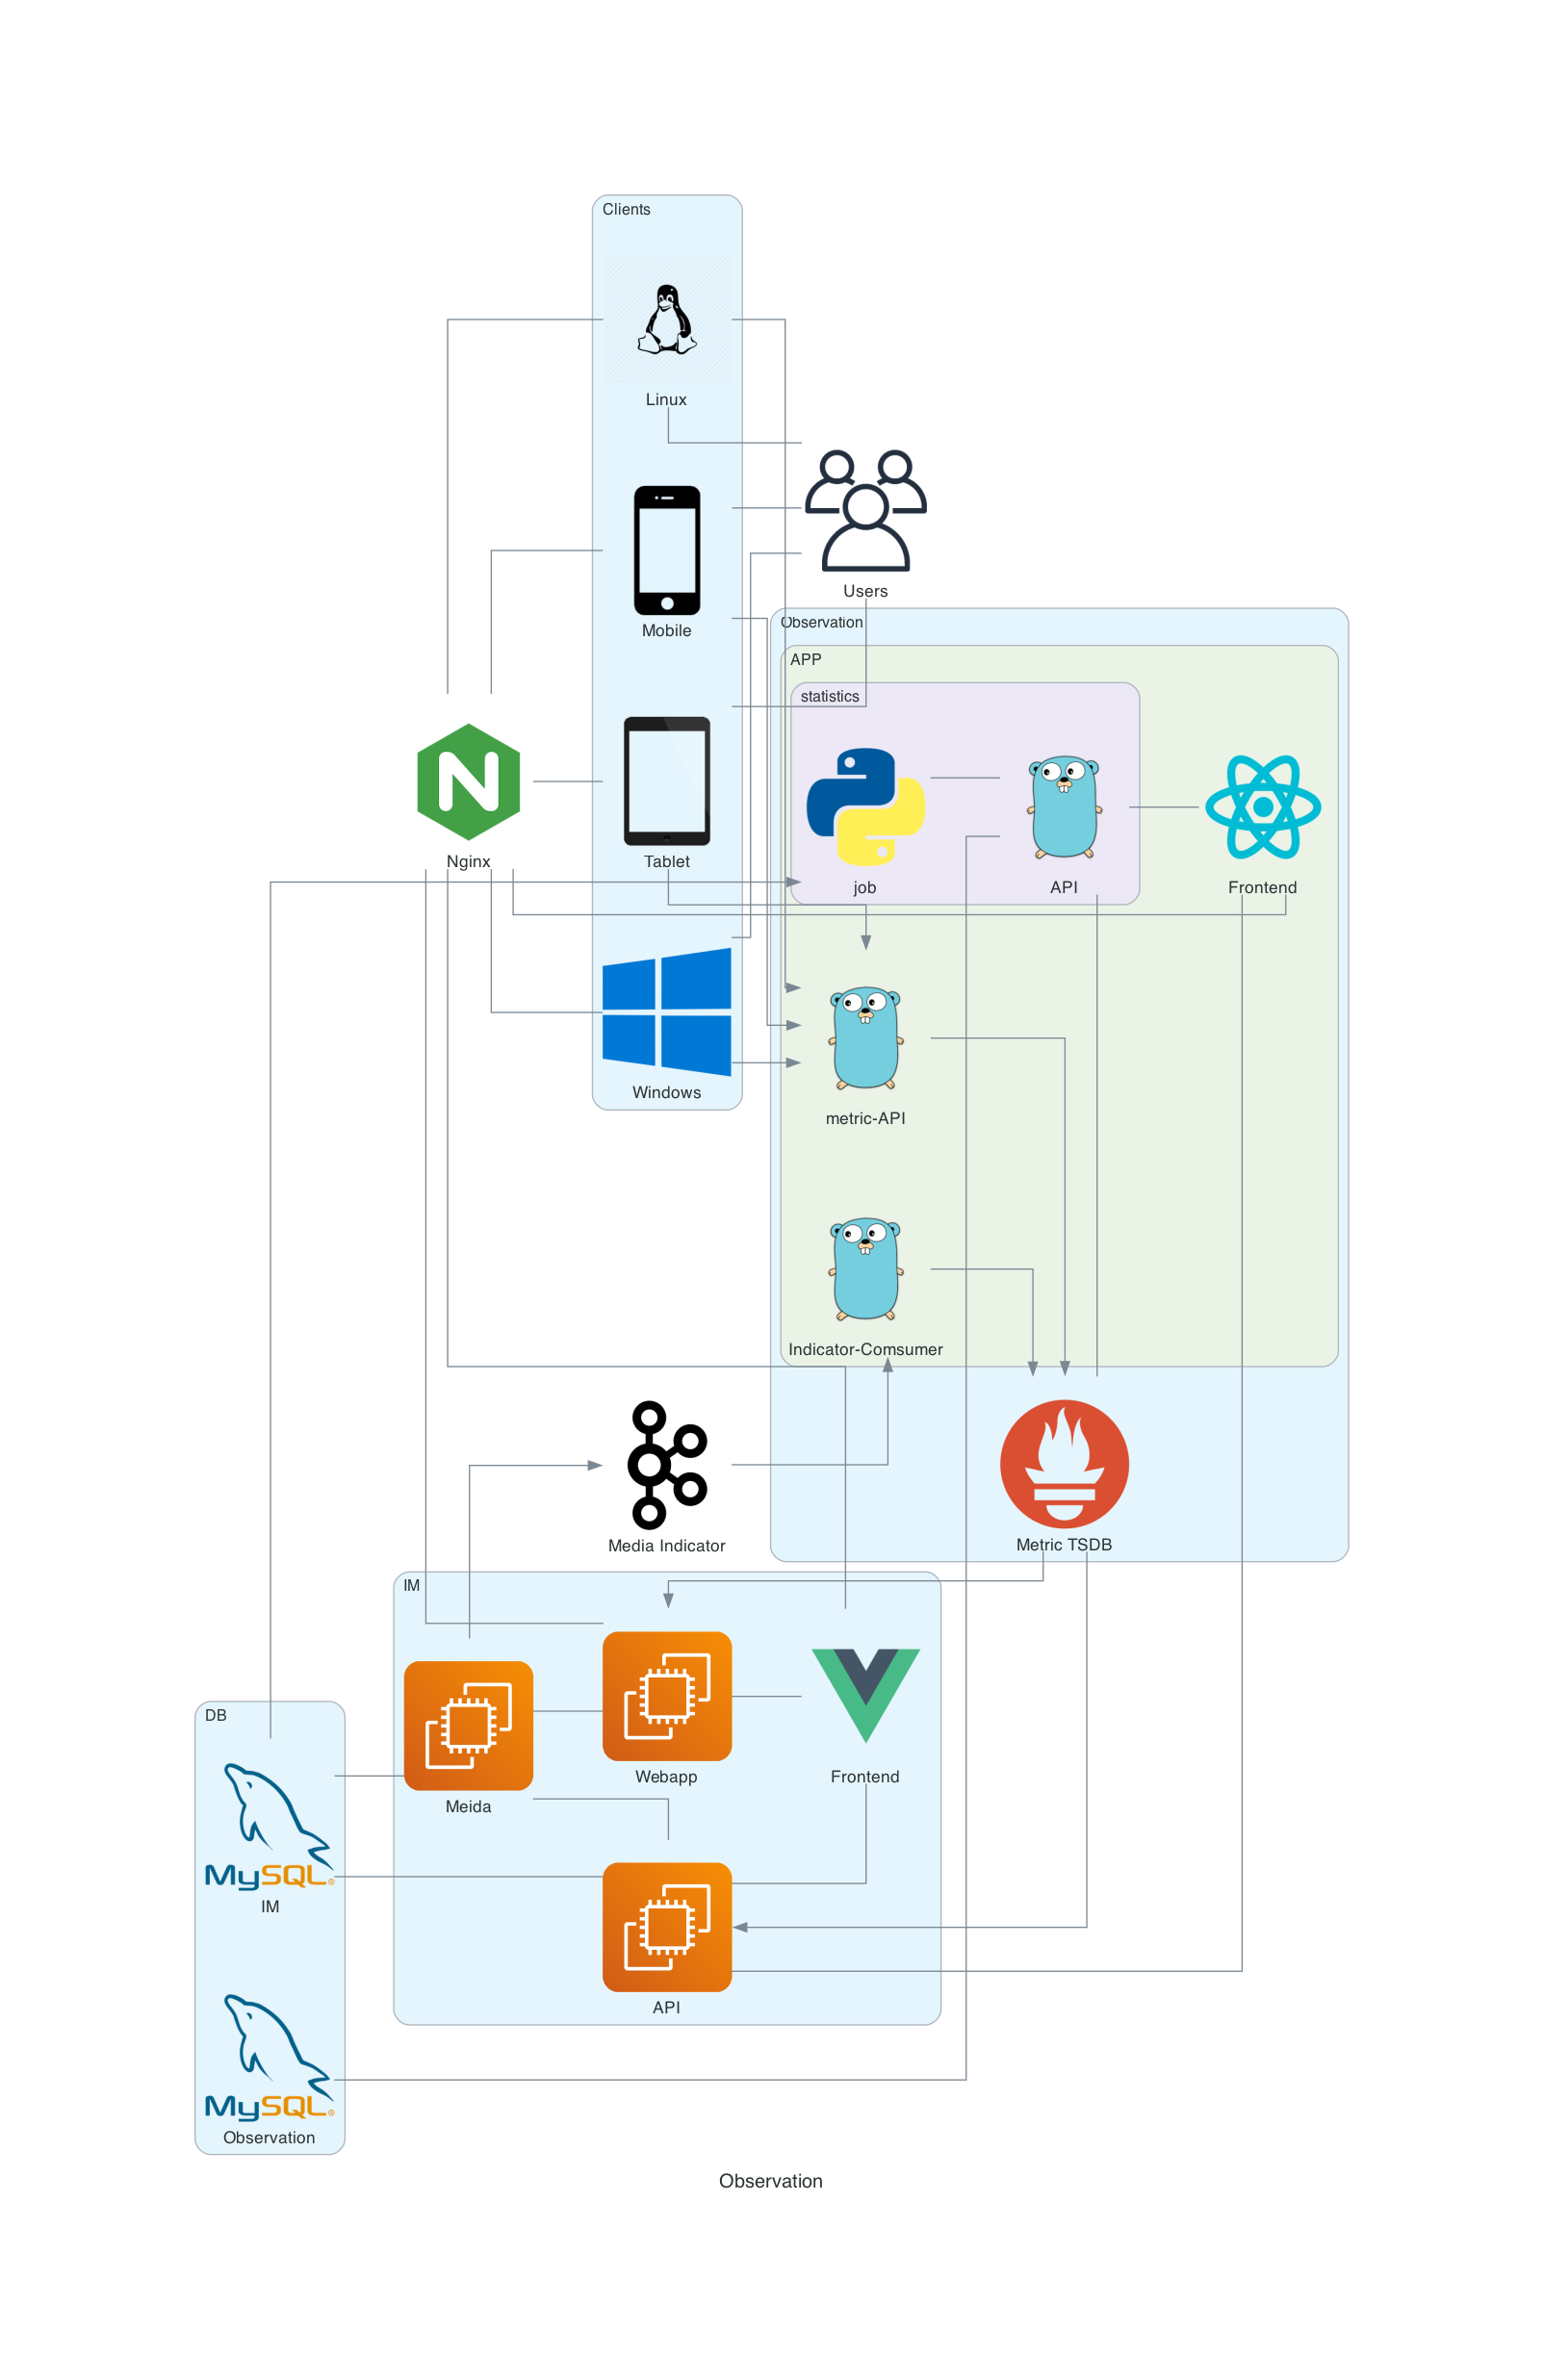 Clients
Linux
Users
Mobile
Observation
APP
statistics
Nginx
Tablet
job
API
Frontend
Windows
metric-API
Indicator-Comsumer
Media Indicator
Metric TSDB
IM
DB
Webapp
Frontend
Meida
MySQL®
IM
API
MySQL®
Observation
Observation